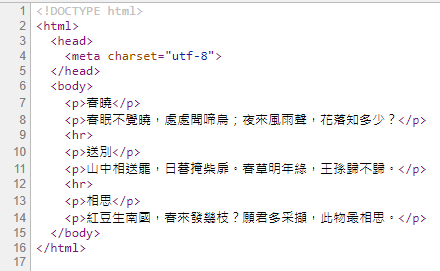 1 <!DOCTYPE html>
2 <html>
3 <head>
4 <meta charset="utf-8">
5 </head>
6 <body>
7 <p>春曉</p>
8 <p>春眠不覺曉，處處聞啼鳥；夜來風雨聲，花落知多少？</p>
9 <hr>
10 <p>送別</p>
11 <p>山中相送罷，日暮掩柴扉。春草明年綠，王孫歸不歸。</p>
12 <hr>
13 <p>相思</p>
14 <p>紅豆生南國，春來發幾枝？願君多采擷，此物最相思。</p>
15 </body>
16 </html>
17